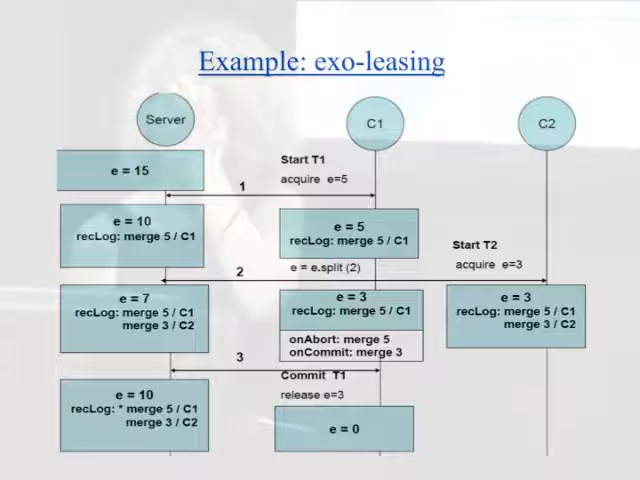 Example: exo-leasing
Server
C1
C2
Start T1
e = 15
acquire e=5
1
e = 10
recLog: merge 5 / C1
e = 5
recLog: merge 5 / C1
Start T2
e = e.split (2)
acquire e=3
2
e = 7
recLog: merge 5 / C1
merge 3 / C2
e = 3
recLog: merge 5 / C1
onAbort: merge 5
onCommit: merge 3
e = 3
recLog: merge 5 / C1
merge 3 / C2
3
Commit T1
release e=3
e = 10
recLog: * merge 5 / C1
merge 3 / C2
e = 0